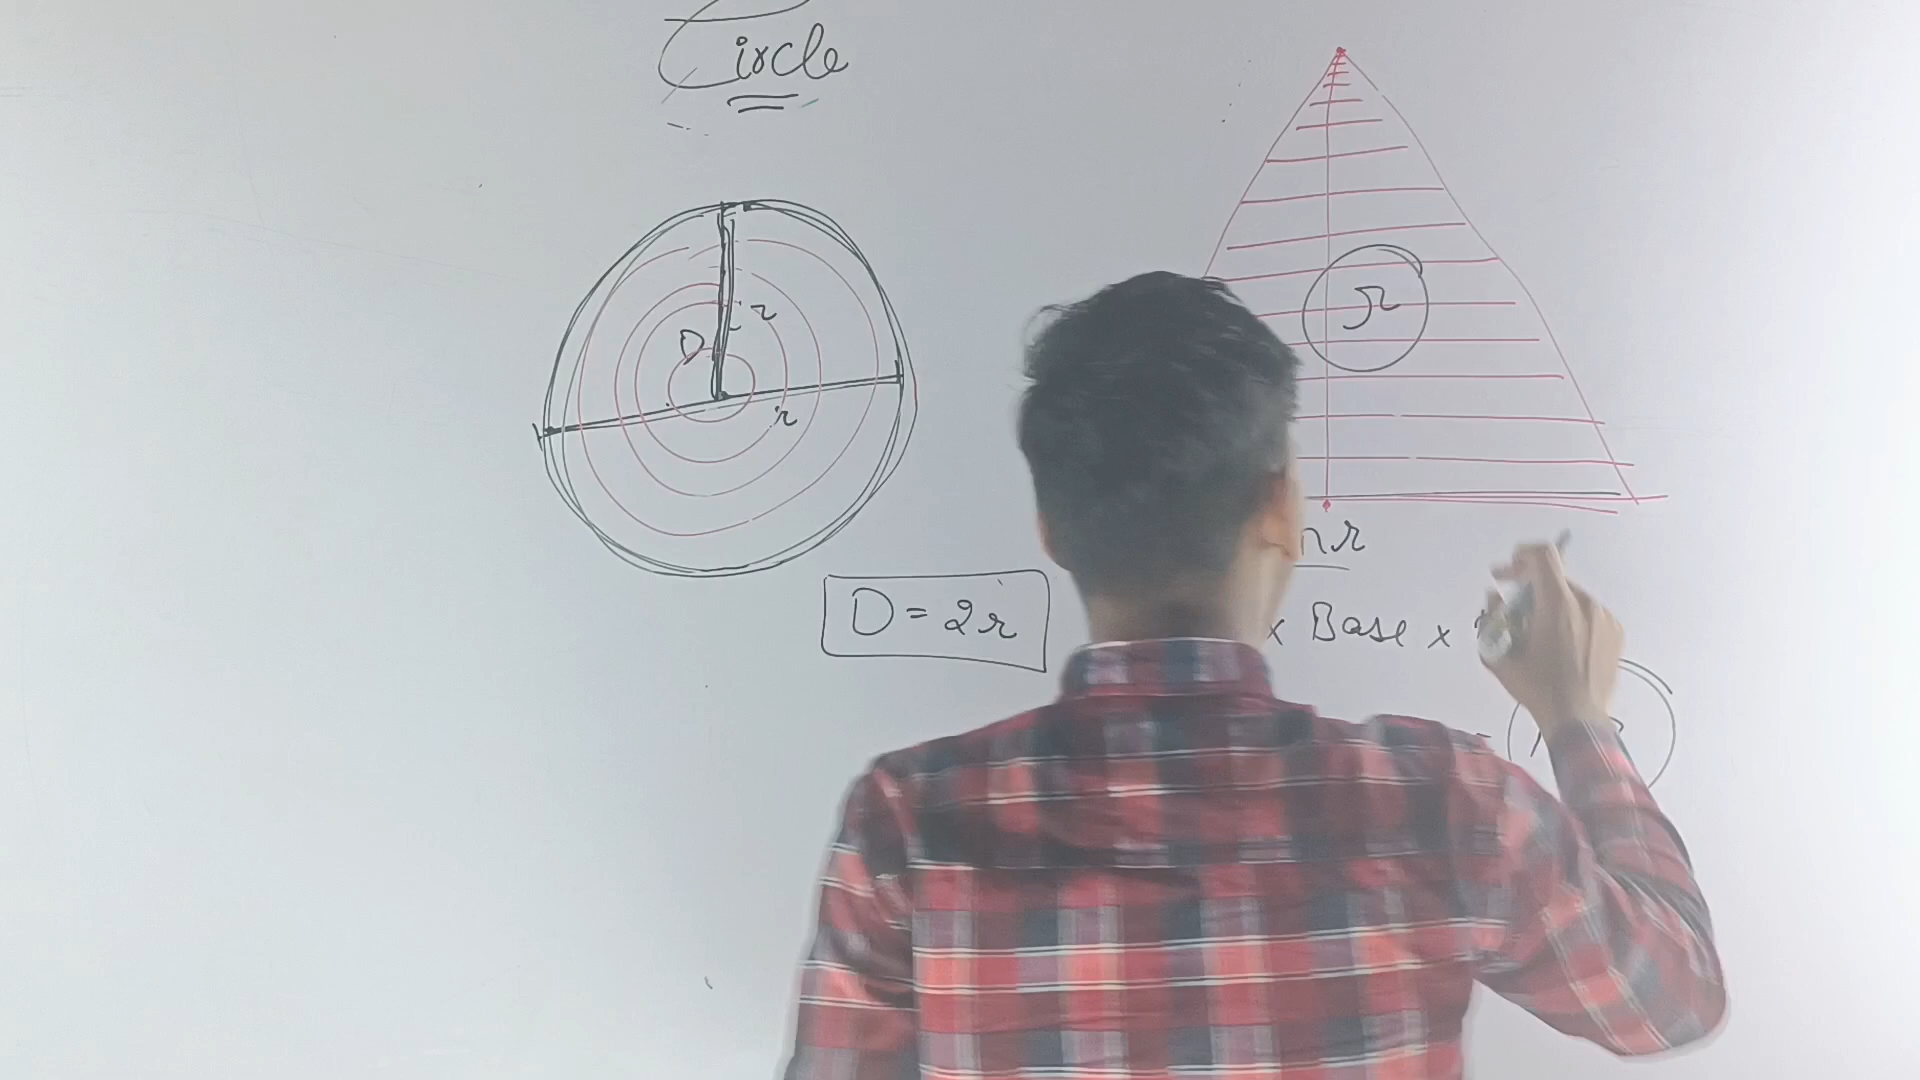 Circle
r
D
r
D = 2r
r
πr
x Base x